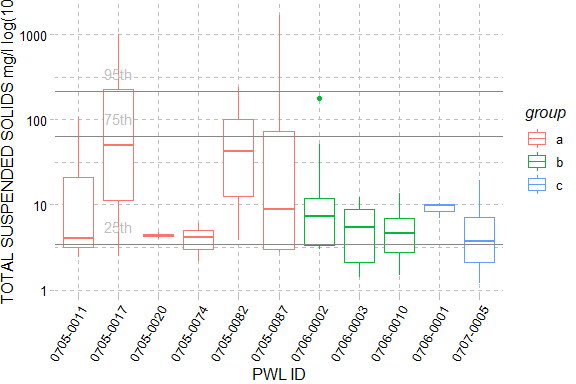 TOTAL SUSPENDED SOLIDS mg/l log(10
1000
100
10
1
95th
75th
25th
0705-0011
0705-0017
0705-0020
0705-0074
0705-0082
0705-0087
0706-0002
0706-0003
0706-0010
0706-0001
0707-0005
PWL ID
group
a
b
c